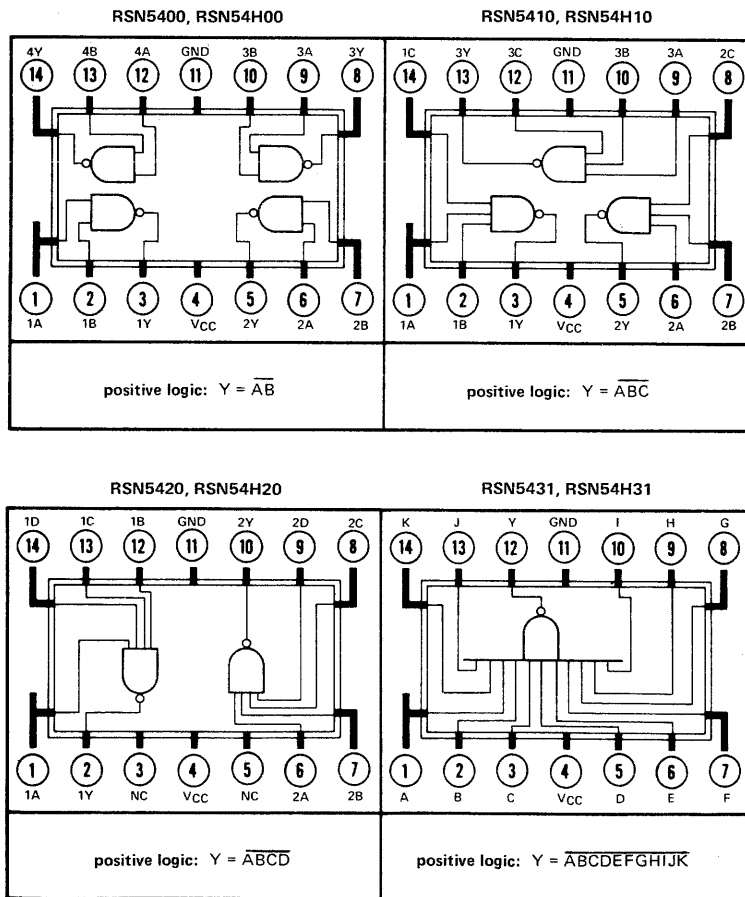 RSN5400, RSN54H00
4Y 4B 4A GND 3B 3A 3Y
14 13 12 11 10 9 8
1 2 3 4 5 6 7
1A 1B 1Y VCC 2Y 2A 2B
positive logic: Y = A̅B̅
RSN5410, RSN54H10
1C 3Y 3C GND 3B 3A 2C
14 13 12 11 10 9 8
1 2 3 4 5 6 7
1A 1B 1Y VCC 2Y 2A 2B
positive logic: Y = A̅B̅C̅
RSN5420, RSN54H20
1D 1C 1B GND 2Y 2D 2C
14 13 12 11 10 9 8
1 2 3 4 5 6 7
1A 1Y NC VCC NC 2A 2B
positive logic: Y = A̅B̅C̅D̅
RSN5431, RSN54H31
K J Y GND I H G
14 13 12 11 10 9 8
1 2 3 4 5 6 7
A B C VCC D E F
positive logic: Y = A̅B̅C̅D̅E̅F̅G̅H̅I̅J̅K̅